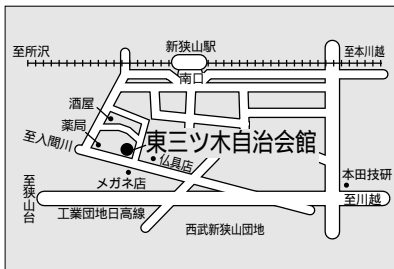 新狭山駅
至所沢
至本川越
南口
酒屋
薬局
至入間川
東三ツ木自治会館
仏具店
メガネ店
本田技研
至狭山台
工業団地日高線
至川越
西武新狭山団地